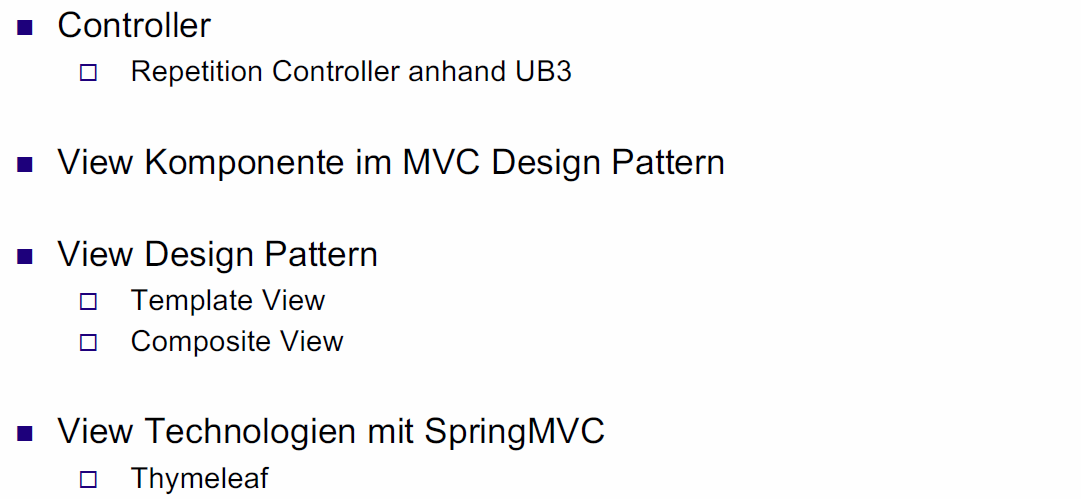 Controller
Repetition Controller anhand UB3
View Komponente im MVC Design Pattern
View Design Pattern
Template View
Composite View
View Technologien mit SpringMVC
Thymeleaf